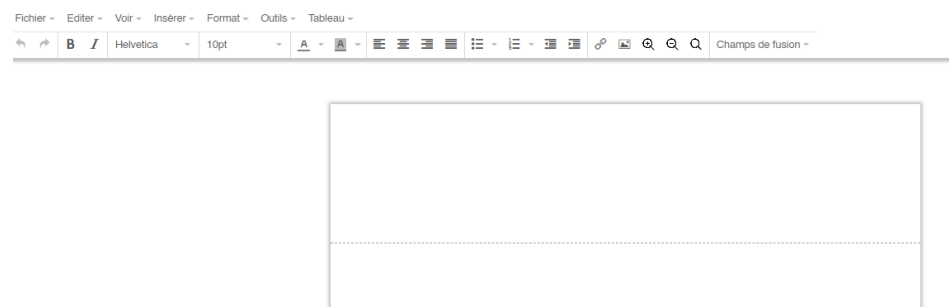 Fichier Editer Voir Insérer Format Outils Tableau
B I Helvetica 10pt A A Champs de fusion